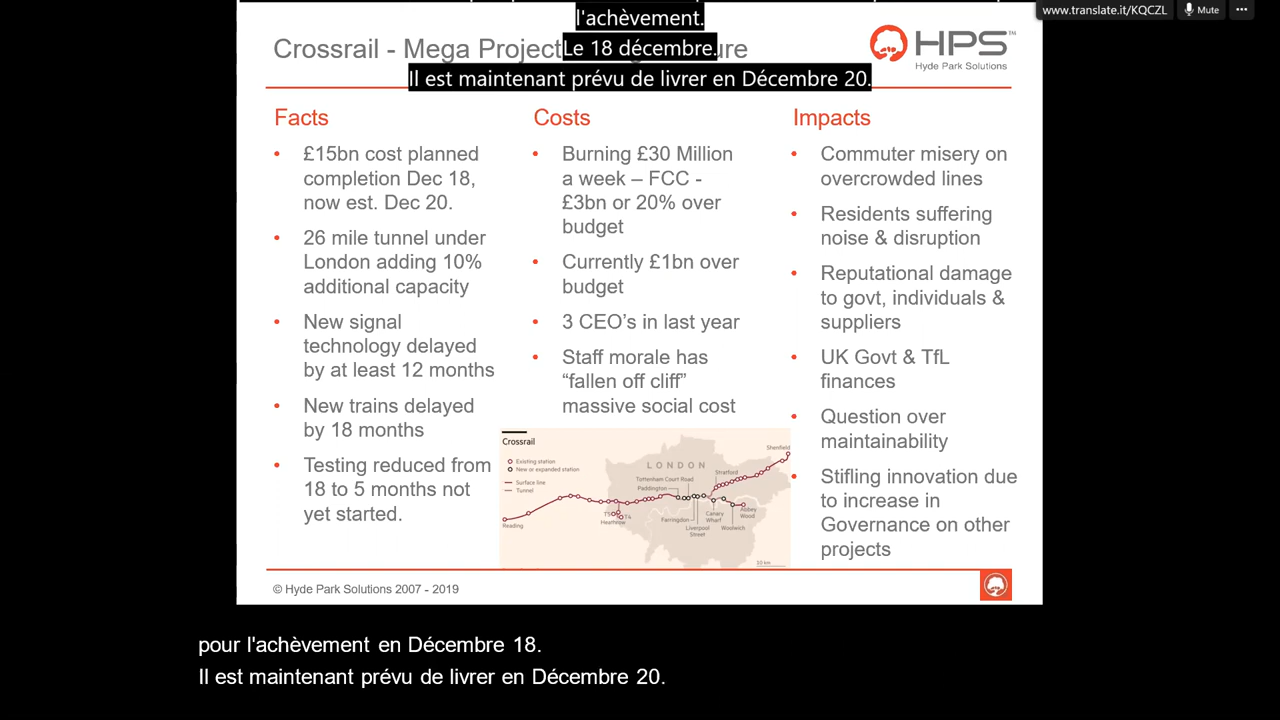 l'achèvement.
Le 18 décembre.
Il est maintenant prévu de livrer en Décembre 20.
www.translate.it/KQCZL
Mute
Crossrail - Mega Project
ure
HPS™
Hyde Park Solutions
Facts
• £15bn cost planned
completion Dec 18,
now est. Dec 20.
• 26 mile tunnel under
London adding 10%
additional capacity
• New signal
technology delayed
by at least 12 months
• New trains delayed
by 18 months
• Testing reduced from
18 to 5 months not
yet started.
Costs
• Burning £30 Million
a week – FCC -
£3bn or 20% over
budget
• Currently £1bn over
budget
• 3 CEO's in last year
• Staff morale has
“fallen off cliff”
massive social cost
Impacts
• Commuter misery on
overcrowded lines
• Residents suffering
noise & disruption
• Reputational damage
to govt, individuals &
suppliers
• UK Govt & TfL
finances
• Question over
maintainability
• Stifling innovation due
to increase in
Governance on other
projects
Crossrail
Existing station
New or expanded station
Surface line
Tunnel
LONDON
Shenfield
Stratford
Tottenham Court Road
Paddington
Reading
T5
T4
Heathrow
Farringdon
Liverpool
Street
Canary
Wharf
Woolwich
Abbey
Wood
10 km
© Hyde Park Solutions 2007 - 2019
pour l'achèvement en Décembre 18.
Il est maintenant prévu de livrer en Décembre 20.